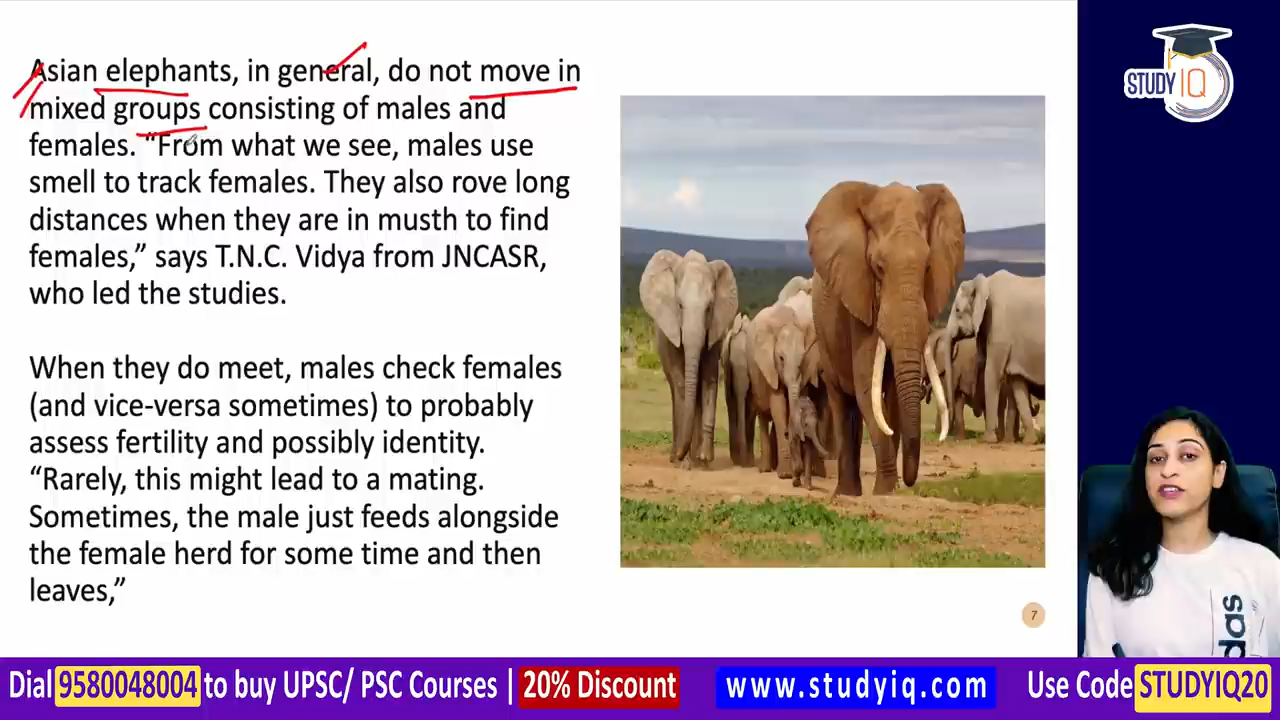 Asian elephants, in general, do not move in
mixed groups consisting of males and
females. “From what we see, males use
smell to track females. They also rove long
distances when they are in musth to find
females,” says T.N.C. Vidya from JNCASR,
who led the studies.
When they do meet, males check females
(and vice-versa sometimes) to probably
assess fertility and possibly identity.
“Rarely, this might lead to a mating.
Sometimes, the male just feeds alongside
the female herd for some time and then
leaves,”
7
STUDY IQ
das
Dial 9580048004 to buy UPSC/ PSC Courses | 20% Discount www.studyiq.com Use Code STUDYIQ20